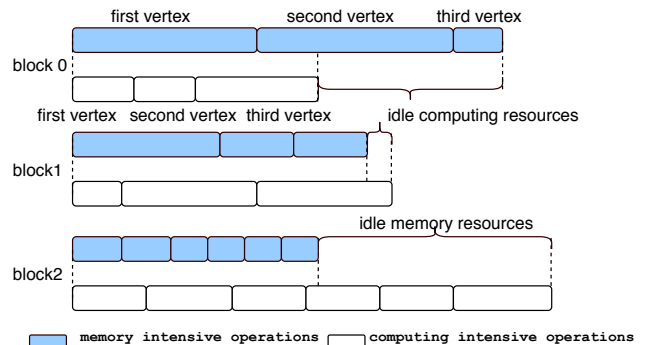 first vertex second vertex third vertex
block 0
first vertex second vertex third vertex idle computing resources
block1
idle memory resources
block2
memory intensive operations computing intensive operations